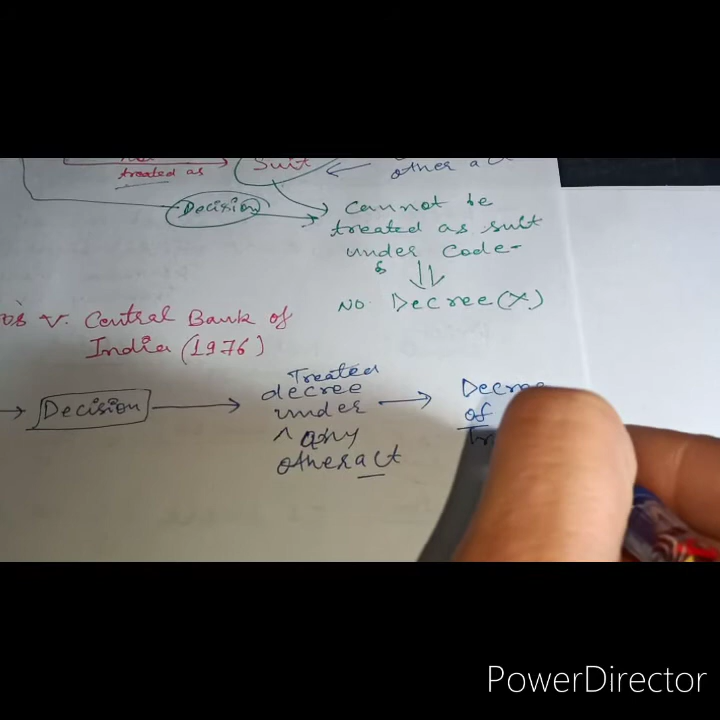 treated as
Suit
other a
Decision
Cannot be
treated as suit
under Code-
No. Decree (X)
v. Central Bank of
India (1976)
Decision
Treated
decree
under
^ any
other act
Decree
of
PowerDirector